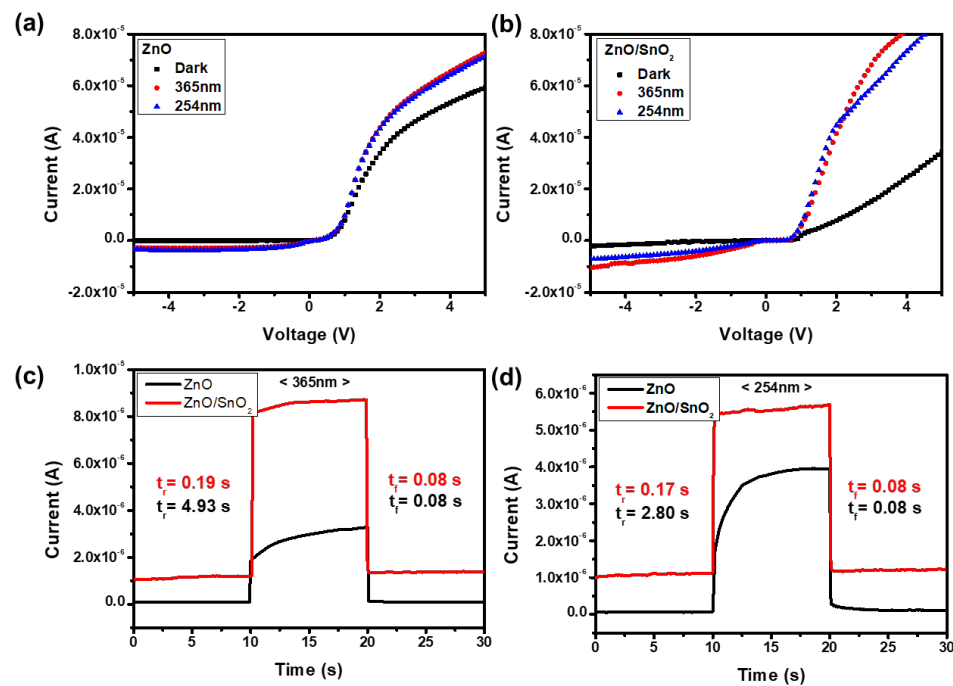 (a)
ZnO
Dark
365nm
254nm
8.0x10⁻⁵
6.0x10⁻⁵
4.0x10⁻⁵
2.0x10⁻⁵
0.0
-2.0x10⁻⁵
Current (A)
-4 -2 0 2 4
Voltage (V)
(b)
ZnO/SnO₂
Dark
365nm
254nm
8.0x10⁻⁵
6.0x10⁻⁵
4.0x10⁻⁵
2.0x10⁻⁵
0.0
-2.0x10⁻⁵
Current (A)
-4 -2 0 2 4
Voltage (V)
(c)
ZnO
ZnO/SnO₂
< 365nm >
1.0x10⁻⁵
8.0x10⁻⁶
6.0x10⁻⁶
4.0x10⁻⁶
2.0x10⁻⁶
0.0
Current (A)
tᵣ= 0.19 s
tᵣ= 4.93 s
t_f= 0.08 s
t_f= 0.08 s
0 5 10 15 20 25 30
Time (s)
(d)
ZnO
ZnO/SnO₂
< 254nm >
6.0x10⁻⁶
5.0x10⁻⁶
4.0x10⁻⁶
3.0x10⁻⁶
2.0x10⁻⁶
1.0x10⁻⁶
0.0
Current (A)
tᵣ= 0.17 s
tᵣ= 2.80 s
t_f= 0.08 s
t_f= 0.08 s
0 5 10 15 20 25 30
Time (s)